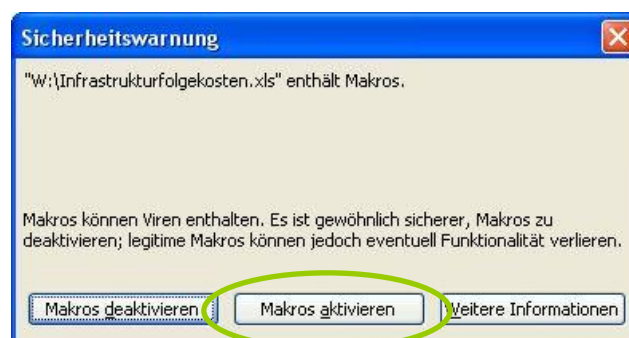 Sicherheitswarnung
"W:\Infrastrukturfolgekosten.xls" enthält Makros.
Makros können Viren enthalten. Es ist gewöhnlich sicherer, Makros zu
deaktivieren; legitime Makros können jedoch eventuell Funktionalität verlieren.
Makros deaktivieren Makros aktivieren Weitere Informationen